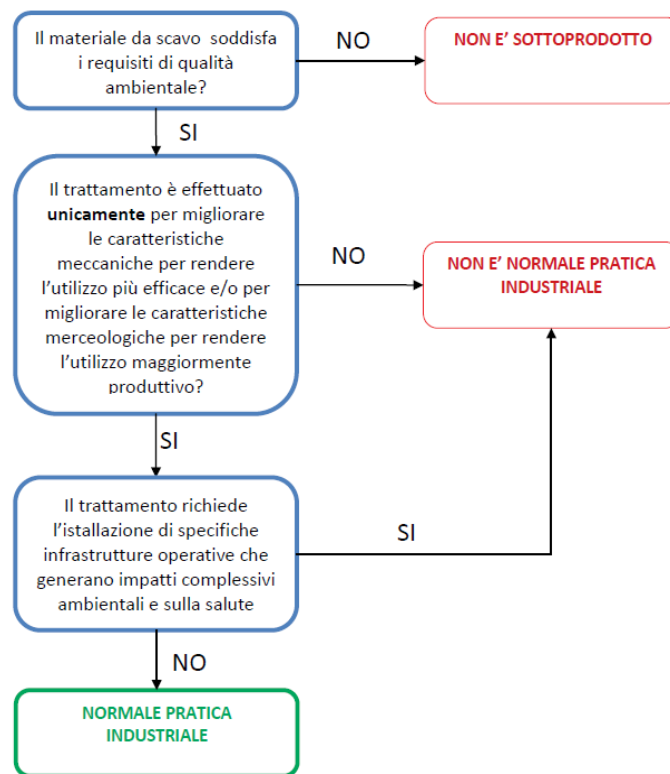 Il materiale da scavo soddisfa
i requisiti di qualità
ambientale?
NO
NON E' SOTTOPRODOTTO
SI
Il trattamento è effettuato
unicamente per migliorare
le caratteristiche
meccaniche per rendere
l'utilizzo più efficace e/o per
migliorare le caratteristiche
merceologiche per rendere
l'utilizzo maggiormente
produttivo?
NO
NON E' NORMALE PRATICA
INDUSTRIALE
SI
Il trattamento richiede
l'istallazione di specifiche
infrastrutture operative che
generano impatti complessivi
ambientali e sulla salute
SI
NO
NORMALE PRATICA
INDUSTRIALE